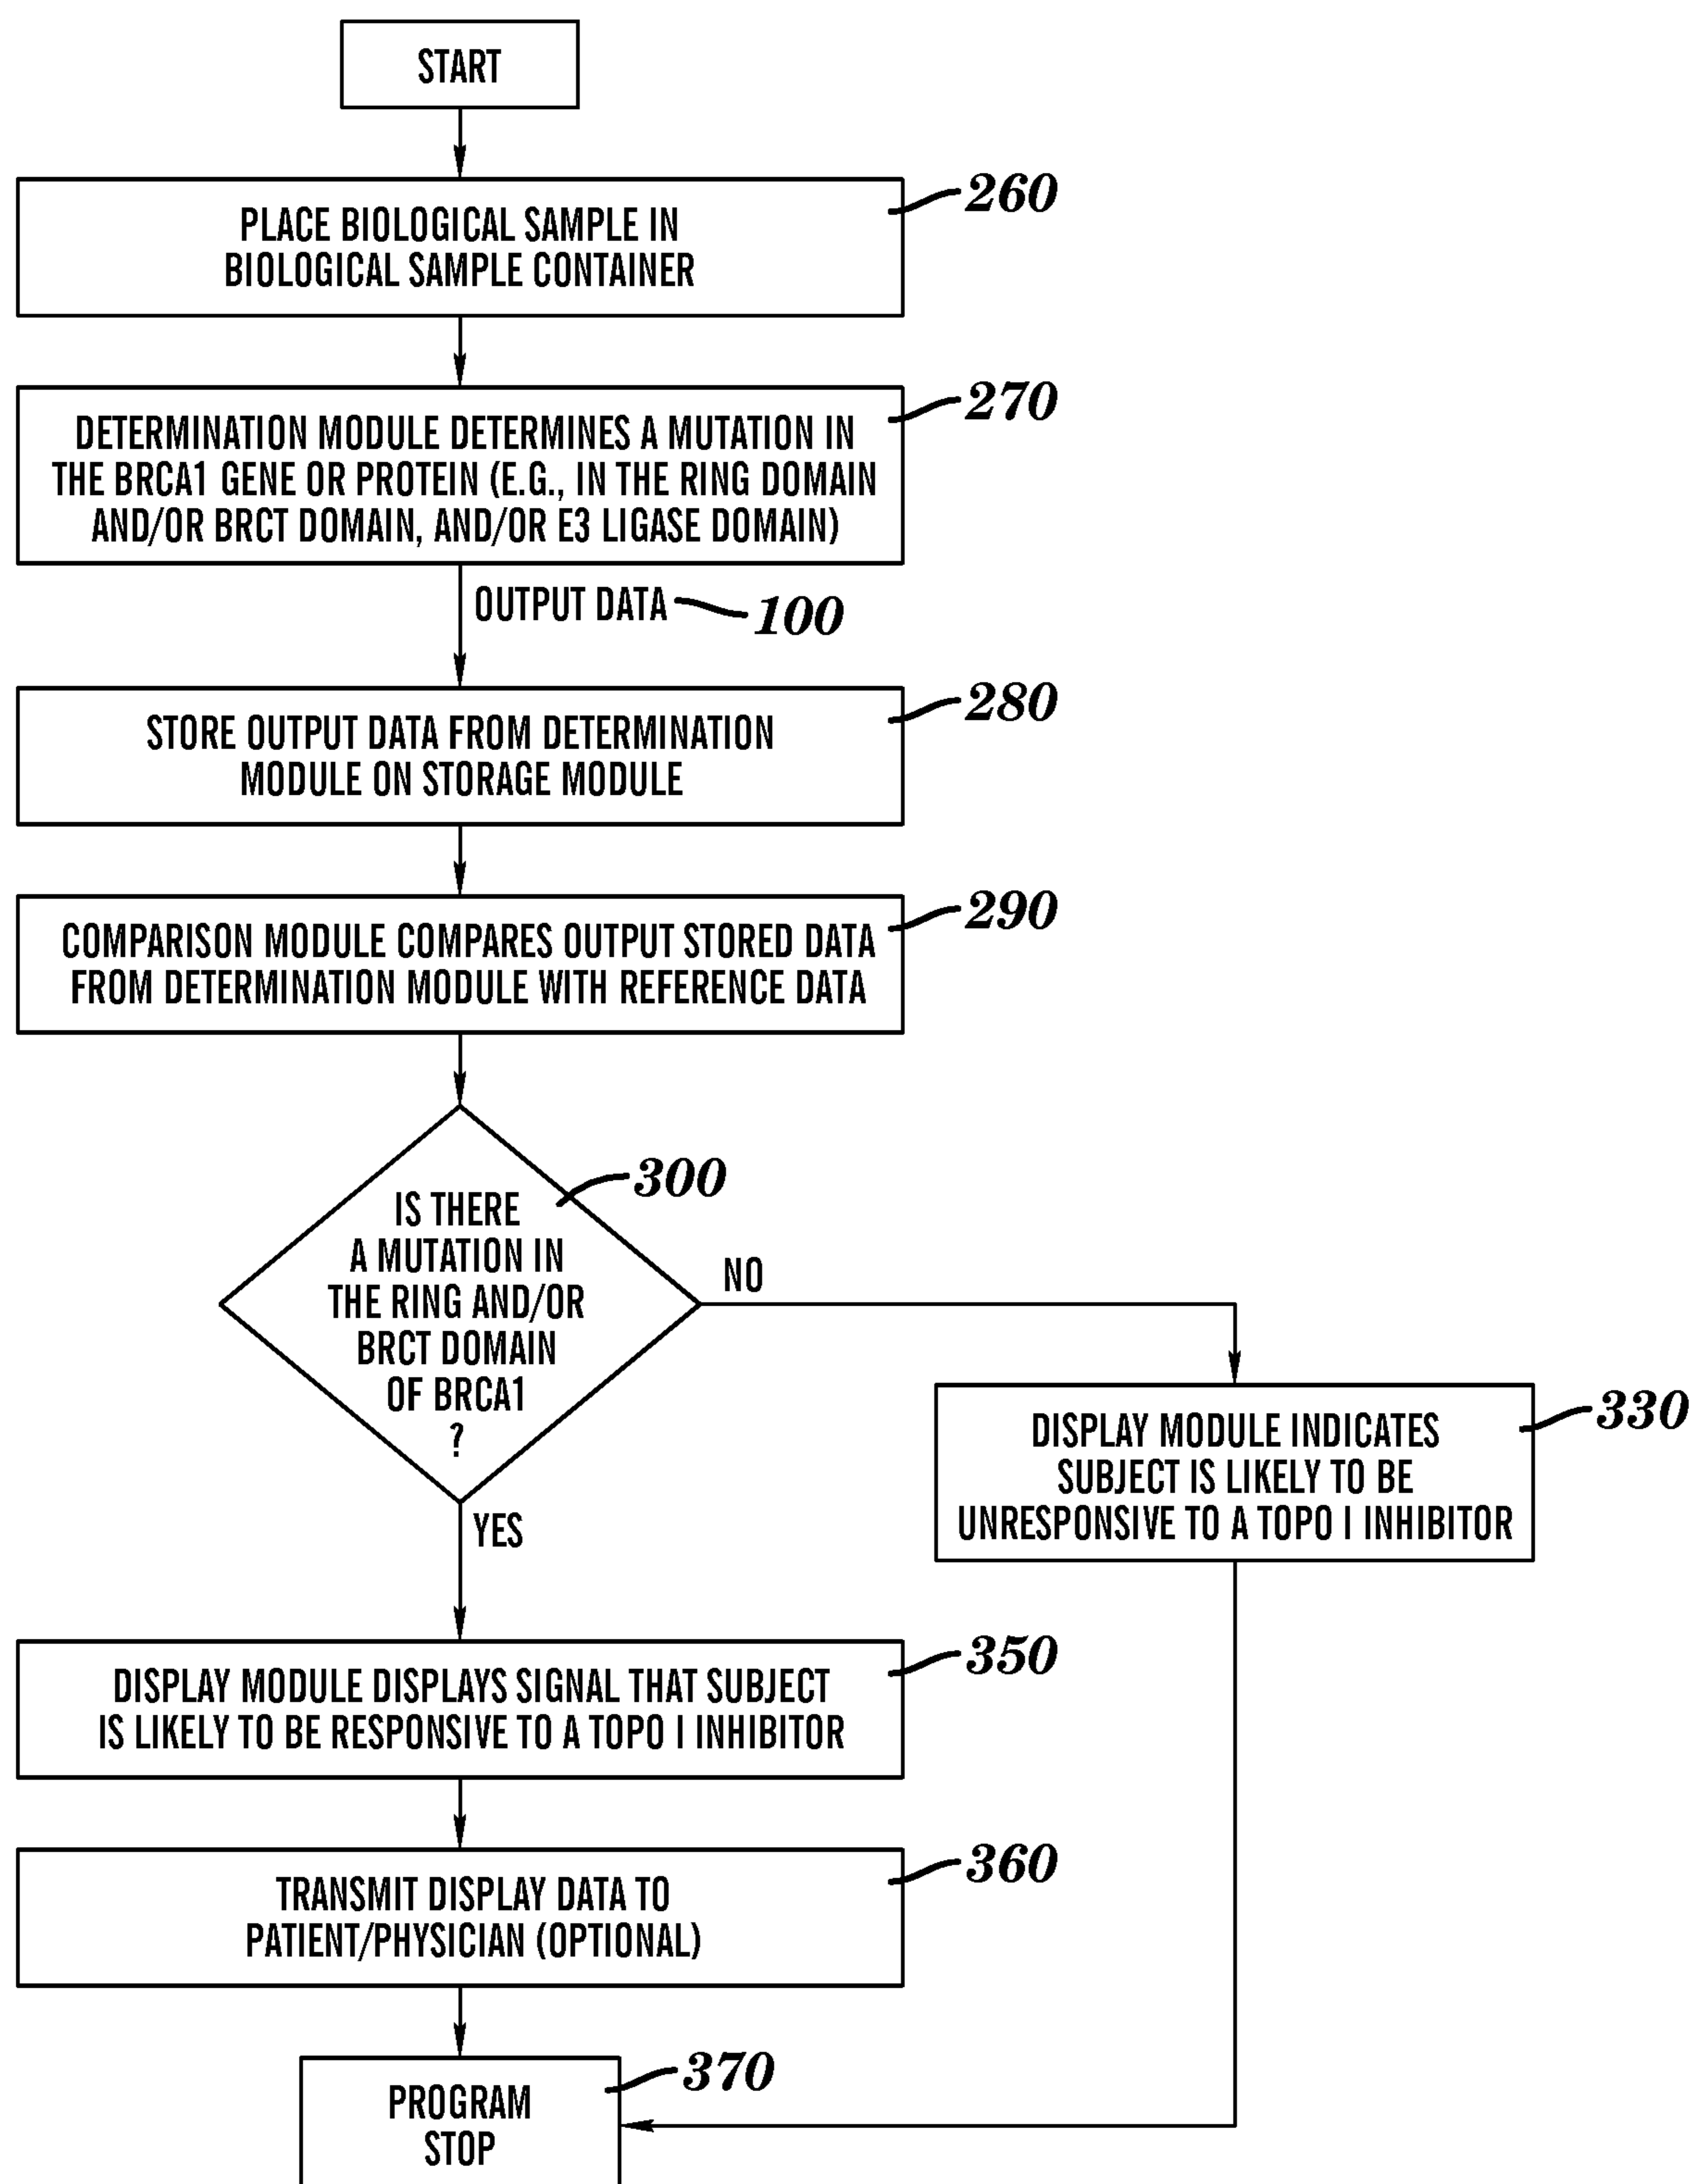 START
260
PLACE BIOLOGICAL SAMPLE IN
BIOLOGICAL SAMPLE CONTAINER
270
DETERMINATION MODULE DETERMINES A MUTATION IN
THE BRCA1 GENE OR PROTEIN (E.G., IN THE RING DOMAIN
AND/OR BRCT DOMAIN, AND/OR E3 LIGASE DOMAIN)
OUTPUT DATA 100
280
STORE OUTPUT DATA FROM DETERMINATION
MODULE ON STORAGE MODULE
290
COMPARISON MODULE COMPARES OUTPUT STORED DATA
FROM DETERMINATION MODULE WITH REFERENCE DATA
300
IS THERE
A MUTATION IN
THE RING AND/OR
BRCT DOMAIN
OF BRCA1
?
NO
330
DISPLAY MODULE INDICATES
SUBJECT IS LIKELY TO BE
UNRESPONSIVE TO A TOPO I INHIBITOR
YES
350
DISPLAY MODULE DISPLAYS SIGNAL THAT SUBJECT
IS LIKELY TO BE RESPONSIVE TO A TOPO I INHIBITOR
360
TRANSMIT DISPLAY DATA TO
PATIENT/PHYSICIAN (OPTIONAL)
370
PROGRAM
STOP